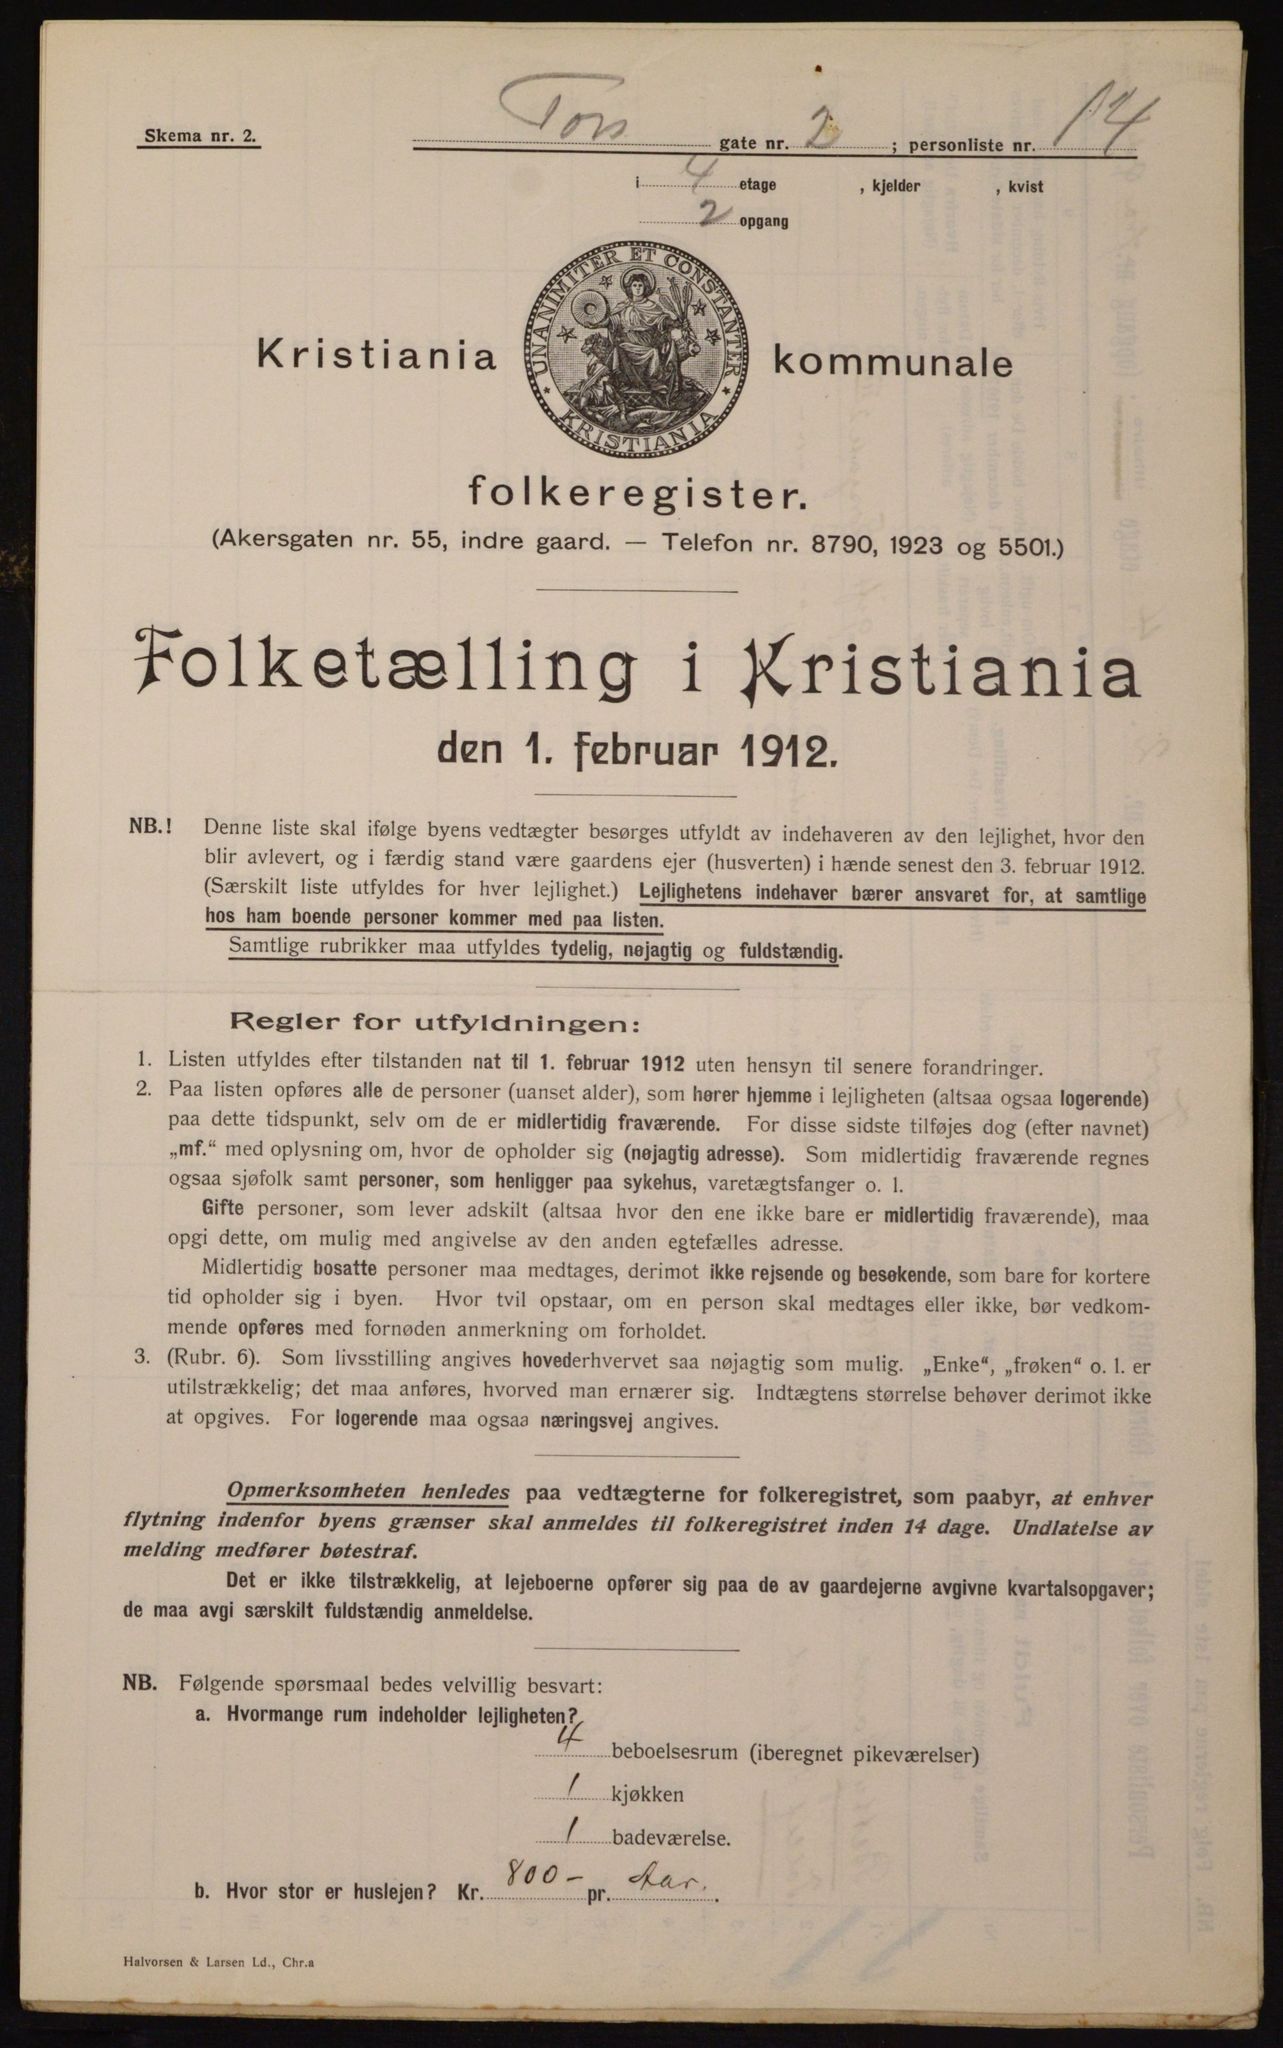 Skema nr. 2.
Tors gate nr. 2 ; personliste nr. 14
i 4 etage , kjelder , kvist
2 opgang
UNANIMITER ET CONSTANTER
KRISTIANIA
Kristiania kommunale
folkeregister.
(Akersgaten nr. 55, indre gaard. — Telefon nr. 8790, 1923 og 5501.)
Folketælling i Kristiania
den 1. februar 1912.
NB.! Denne liste skal ifølge byens vedtægter besørges utfyldt av indehaveren av den lejlighet, hvor den
blir avlevert, og i færdig stand være gaardens ejer (husverten) i hænde senest den 3. februar 1912.
(Særskilt liste utfyldes for hver lejlighet.) Lejlighetens indehaver bærer ansvaret for, at samtlige
hos ham boende personer kommer med paa listen.
Samtlige rubrikker maa utfyldes tydelig, nøjagtig og fuldstændig.
Regler for utfyldningen:
1. Listen utfyldes efter tilstanden nat til 1. februar 1912 uten hensyn til senere forandringer.
2. Paa listen opføres alle de personer (uanset alder), som hører hjemme i lejligheten (altsaa ogsaa logerende)
paa dette tidspunkt, selv om de er midlertidig fraværende. For disse sidste tilføjes dog (efter navnet)
„mf.“ med oplysning om, hvor de opholder sig (nøjagtig adresse). Som midlertidig fraværende regnes
ogsaa sjøfolk samt personer, som henligger paa sykehus, varetægtsfanger o. l.
Gifte personer, som lever adskilt (altsaa hvor den ene ikke bare er midlertidig fraværende), maa
opgi dette, om mulig med angivelse av den anden egtefælles adresse.
Midlertidig bosatte personer maa medtages, derimot ikke rejsende og besøkende, som bare for kortere
tid opholder sig i byen. Hvor tvil opstaar, om en person skal medtages eller ikke, bør vedkom-
mende opføres med fornøden anmerkning om forholdet.
3. (Rubr. 6). Som livsstilling angives hovederhvervet saa nøjagtig som mulig. „Enke“, „frøken“ o. l. er
utilstrækkelig; det maa anføres, hvorved man ernærer sig. Indtægtens størrelse behøver derimot ikke
at opgives. For logerende maa ogsaa næringsvej angives.
Opmerksomheten henledes paa vedtægterne for folkeregistret, som paabyr, at enhver
flytning indenfor byens grænser skal anmeldes til folkeregistret inden 14 dage. Undlatelse av
melding medfører bøtestraf.
Det er ikke tilstrækkelig, at lejeboerne opfører sig paa de av gaardejerne avgivne kvartalsopgaver;
de maa avgi særskilt fuldstændig anmeldelse.
NB. Følgende spørsmaal bedes velvillig besvart:
a. Hvormange rum indeholder lejligheten?
4 beboelsesrum (iberegnet pikeværelser)
1 kjøkken
1 badeværelse.
b. Hvor stor er huslejen? Kr. 800- pr. Aar.
Halvorsen & Larsen Ld., Chr.a